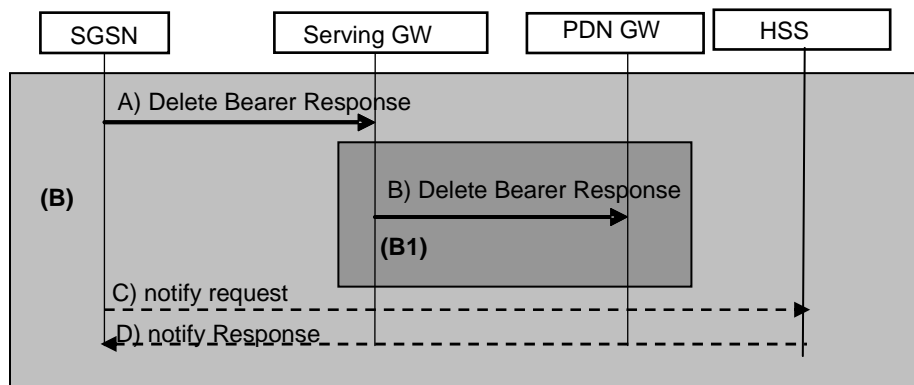 SGSN
Serving GW
PDN GW
HSS
A) Delete Bearer Response
(B)
B) Delete Bearer Response
(B1)
C) notify request
D) notify Response